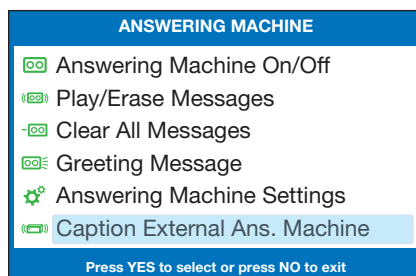 ANSWERING MACHINE
Answering Machine On/Off
Play/Erase Messages
Clear All Messages
Greeting Message
Answering Machine Settings
Caption External Ans. Machine
Press YES to select or press NO to exit